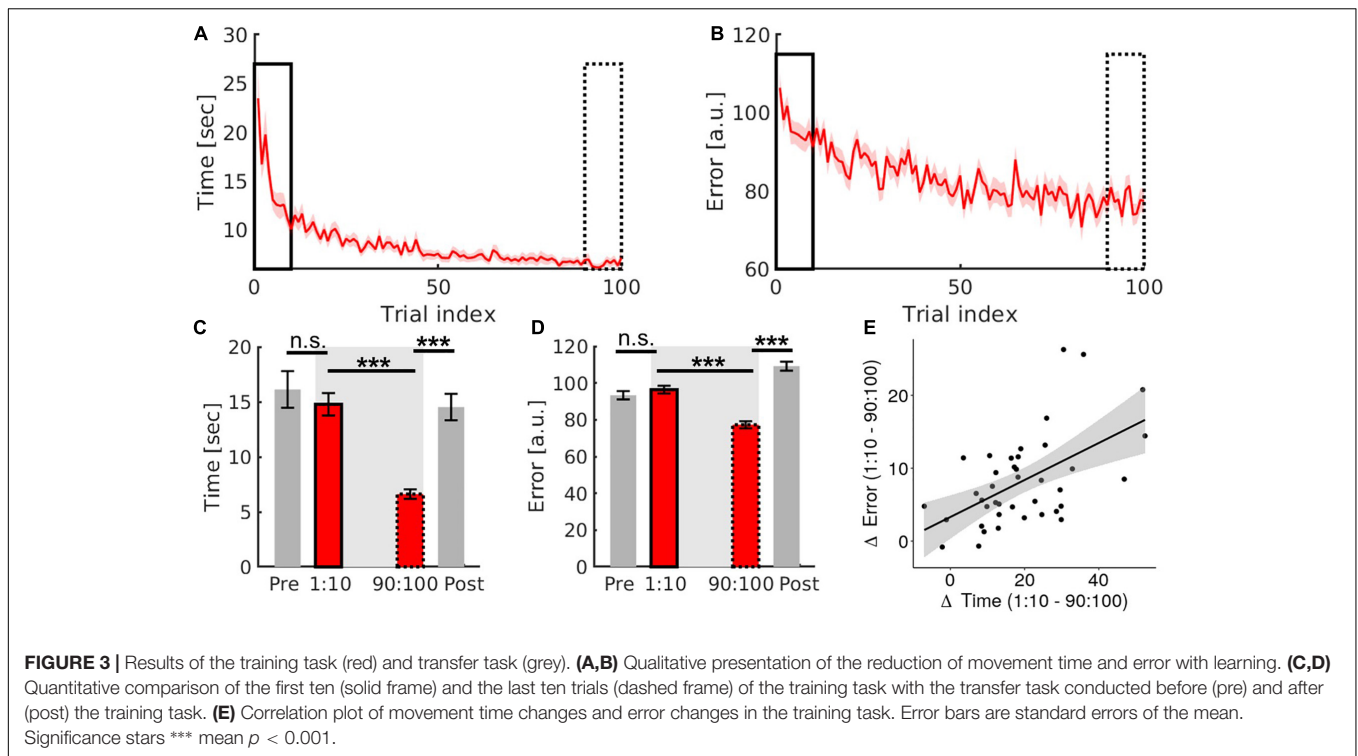 A
30
25
20
15
10
Time [sec]
0
50
100
Trial index
B
120
100
80
60
Error [a.u.]
0
50
100
Trial index
C
20
15
10
5
0
Time [sec]
n.s.
***
***
Pre 1:10 90:100 Post
D
120
100
80
60
40
20
0
Error [a.u.]
n.s.
***
***
Pre 1:10 90:100 Post
E
20
10
0
Δ Error (1:10 - 90:100)
0
20
40
Δ Time (1:10 - 90:100)
FIGURE 3 | Results of the training task (red) and transfer task (grey). (A,B) Qualitative presentation of the reduction of movement time and error with learning. (C,D)
Quantitative comparison of the first ten (solid frame) and the last ten trials (dashed frame) of the training task with the transfer task conducted before (pre) and after
(post) the training task. (E) Correlation plot of movement time changes and error changes in the training task. Error bars are standard errors of the mean.
Significance stars *** mean p < 0.001.